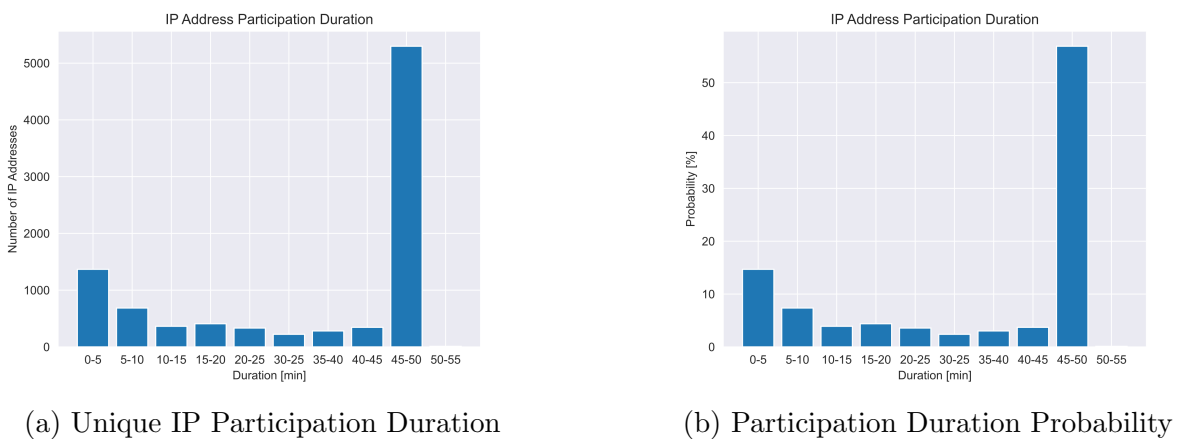 IP Address Participation Duration
5000
4000
3000
2000
1000
0
Number of IP Addresses
0-5 5-10 10-15 15-20 20-25 30-25 35-40 40-45 45-50 50-55
Duration [min]
(a) Unique IP Participation Duration
IP Address Participation Duration
50
40
30
20
10
0
Probability [%]
0-5 5-10 10-15 15-20 20-25 30-25 35-40 40-45 45-50 50-55
Duration [min]
(b) Participation Duration Probability